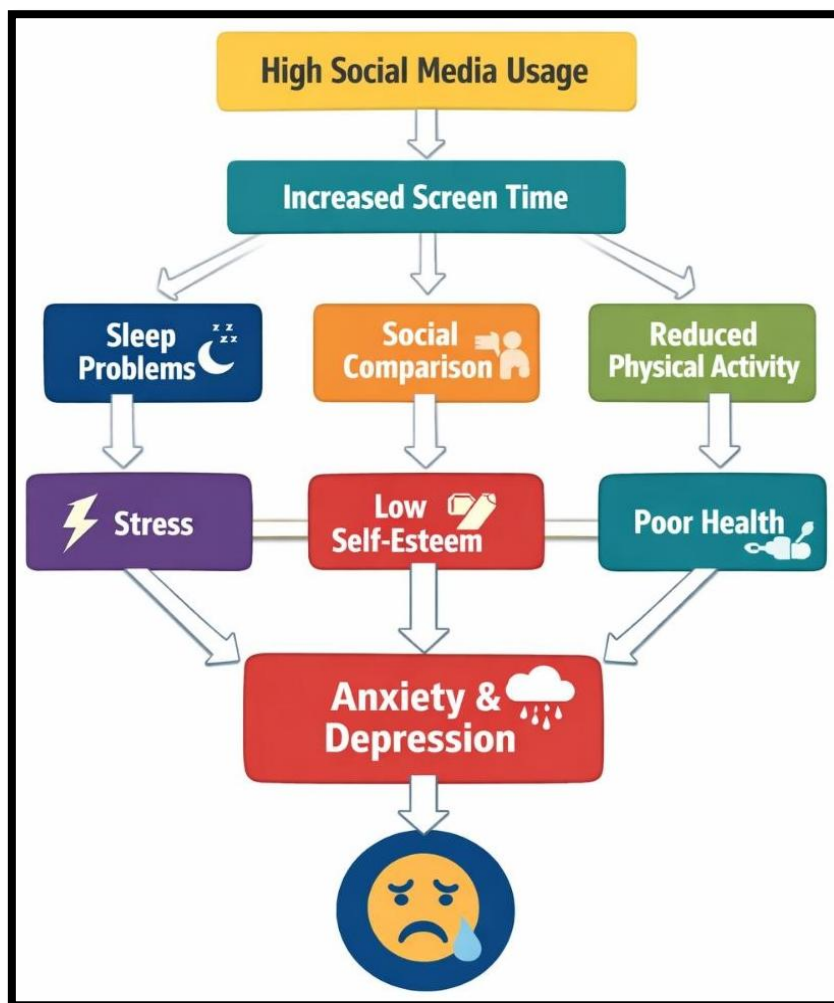 High Social Media Usage
Increased Screen Time
Sleep
Problems
z z
z x
Social
Comparison
Reduced
Physical Activity
Stress
Low
Self-Esteem
Poor Health
Anxiety &
Depression